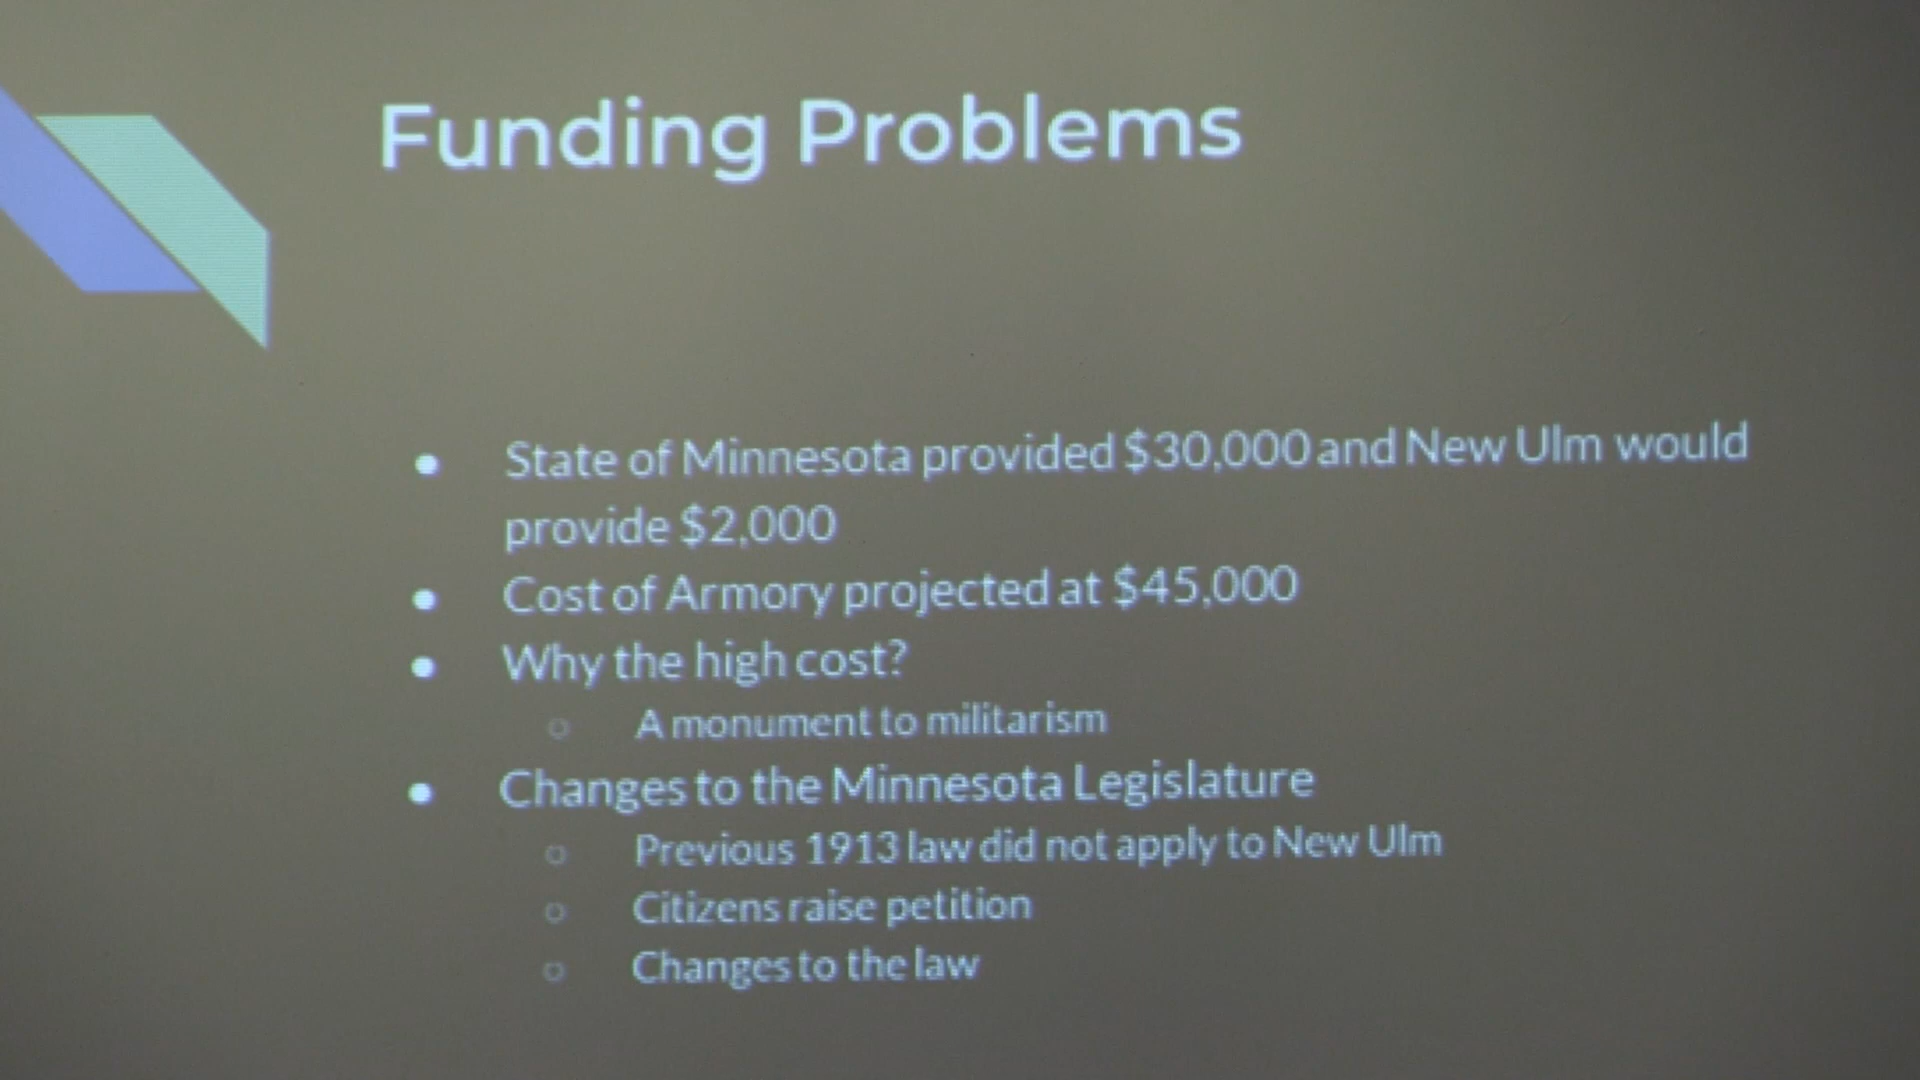 Funding Problems
● State of Minnesota provided $30,000 and New Ulm would
provide $2,000
● Cost of Armory projected at $45,000
● Why the high cost?
○ A monument to militarism
● Changes to the Minnesota Legislature
○ Previous 1913 law did not apply to New Ulm
○ Citizens raise petition
○ Changes to the law